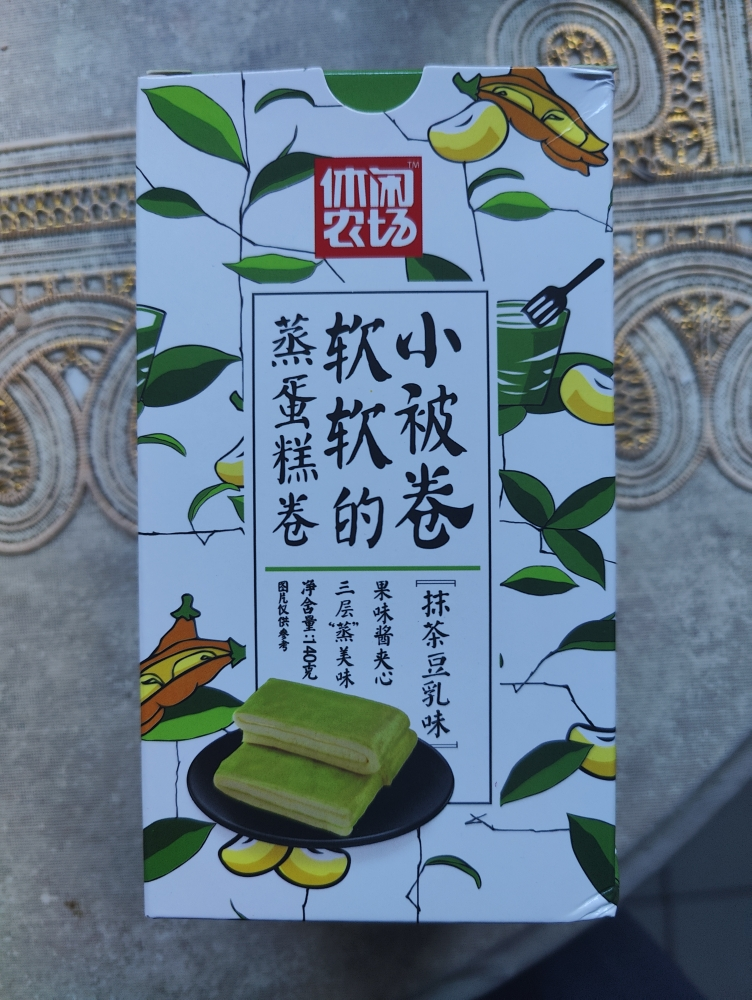 休闲
农场
TM
小被卷
软软的
蒸蛋糕卷
『抹茶豆乳味』
果味酱夹心
三层“蒸”美味
净含量:140克
图片仅供参考